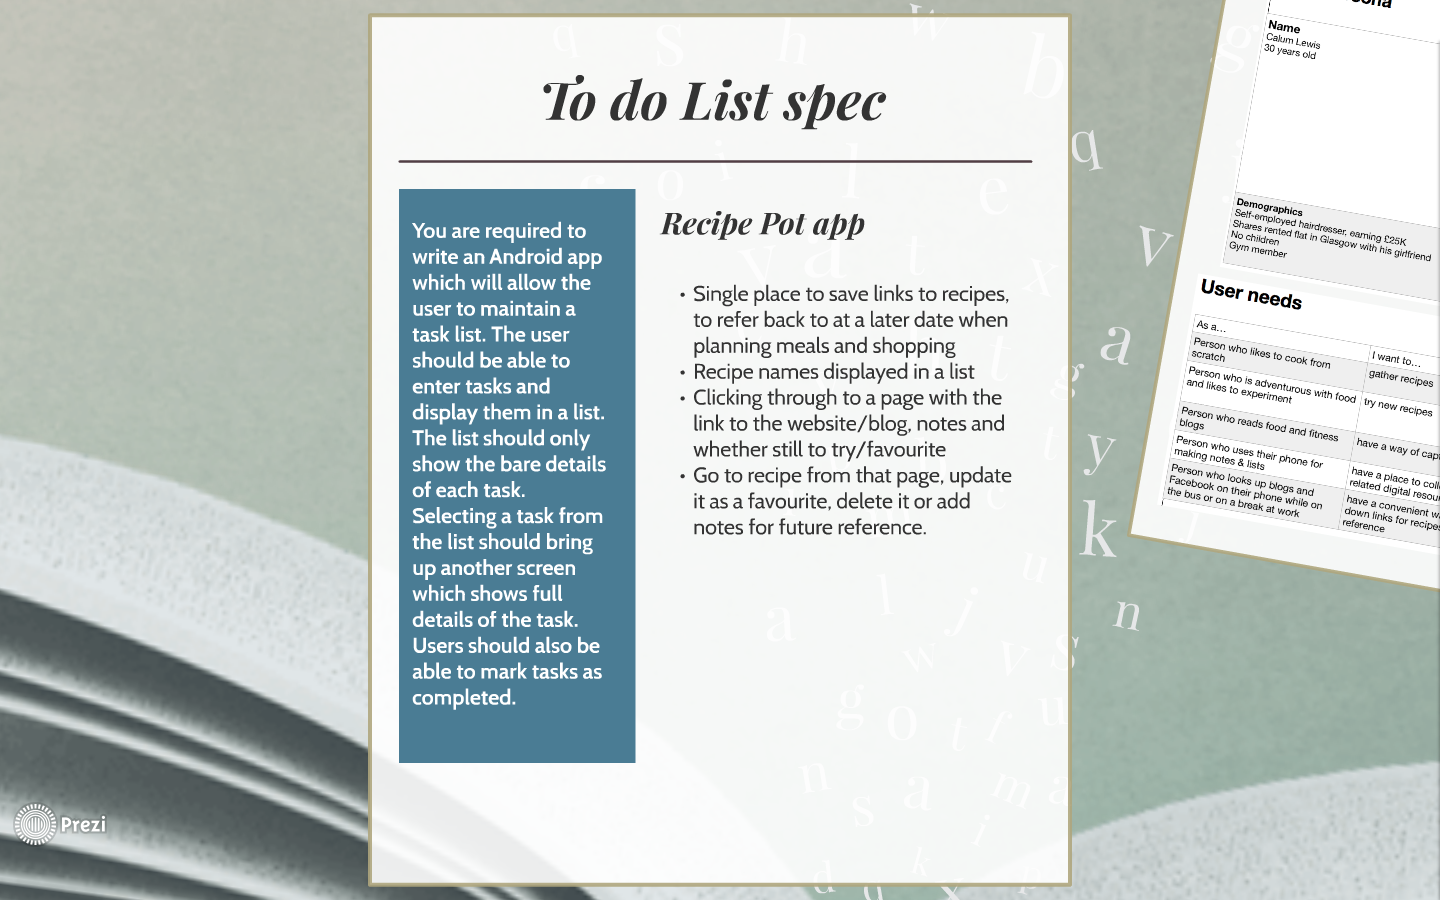 To do List spec
You are required to
write an Android app
which will allow the
user to maintain a
task list. The user
should be able to
enter tasks and
display them in a list.
The list should only
show the bare details
of each task.
Selecting a task from
the list should bring
up another screen
which shows full
details of the task.
Users should also be
able to mark tasks as
completed.
Recipe Pot app
• Single place to save links to recipes,
to refer back to at a later date when
planning meals and shopping
• Recipe names displayed in a list
• Clicking through to a page with the
link to the website/blog, notes and
whether still to try/favourite
• Go to recipe from that page, update
it as a favourite, delete it or add
notes for future reference.
Name
Calum Lewis
30 years old
Demographics
Self-employed hairdresser, earning £25K
Shares rented flat in Glasgow with his girlfriend
No children
Gym member
User needs
As a...
I want to...
Person who likes to cook from
scratch
gather recipes
Person who is adventurous with food
and likes to experiment
try new recipes
Person who reads food and fitness
blogs
have a way of
Person who uses their phone for
making notes & lists
have a place to
related digital
Person who looks up blogs and
Facebook on their phone while on
the bus or on a break at work
have a convenient
down links for recipes
reference
Prezi